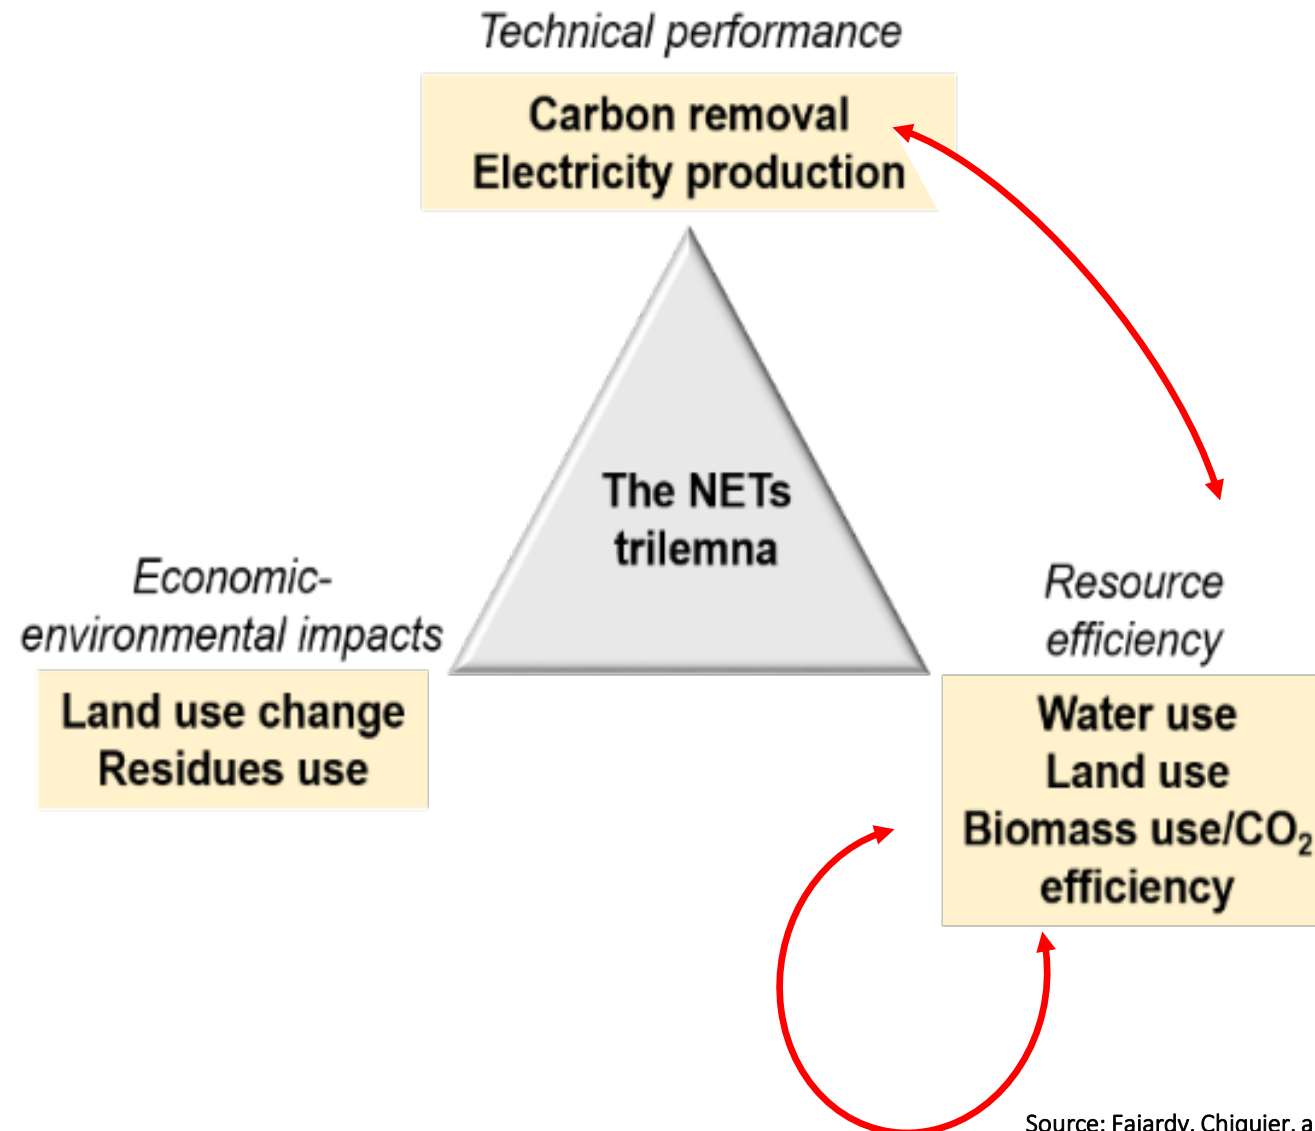 Technical performance
Carbon removal
Electricity production
The NETs
trilemna
Economic-
environmental impacts
Land use change
Residues use
Resource
efficiency
Water use
Land use
Biomass use/CO₂
efficiency
Source: Fajardy, Chiquier, a